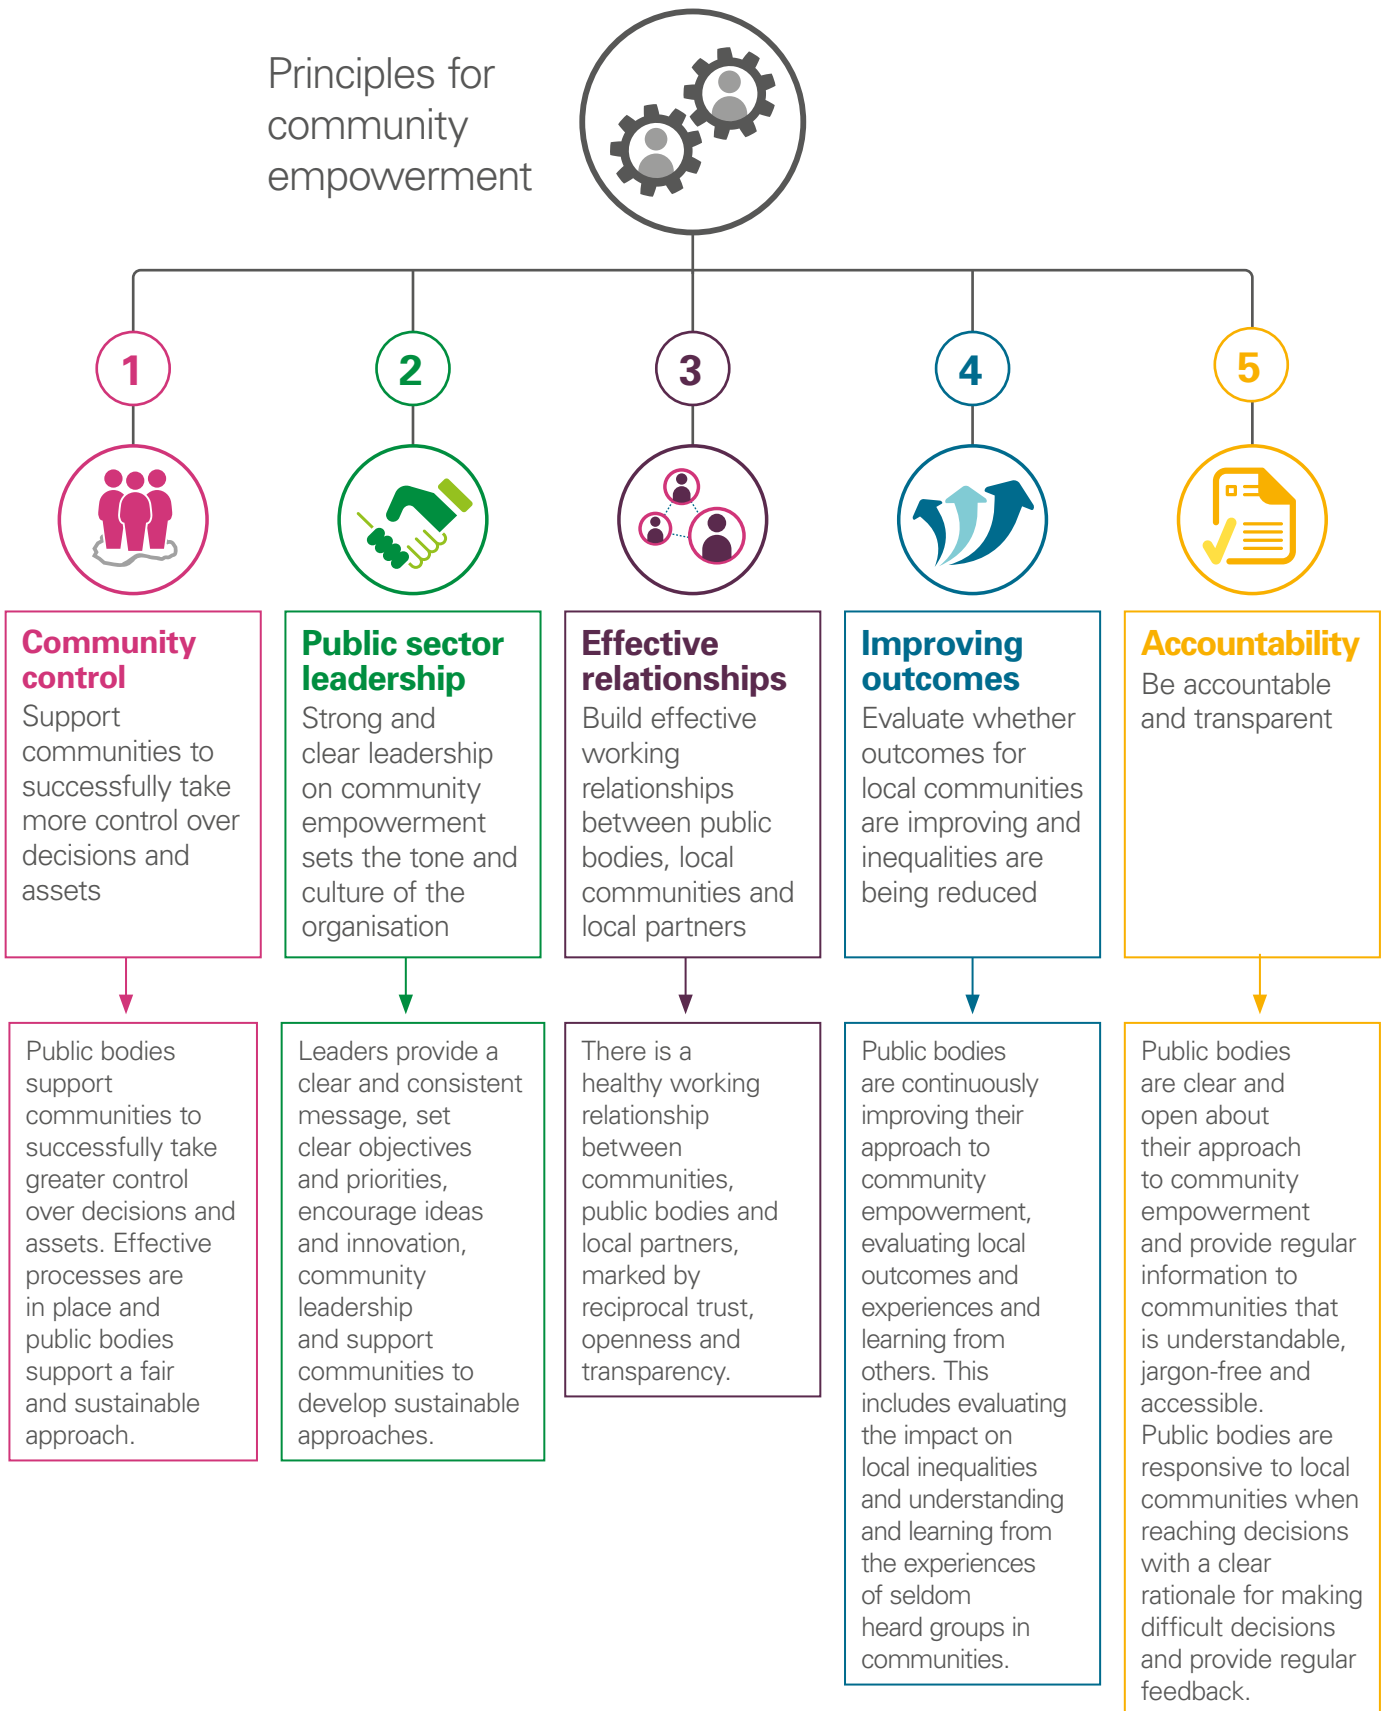 Principles for
community
empowerment
1
2
3
4
5
Community
control
Support
communities to
successfully take
more control over
decisions and
assets
Public sector
leadership
Strong and
clear leadership
on community
empowerment
sets the tone and
culture of the
organisation
Effective
relationships
Build effective
working
relationships
between public
bodies, local
communities and
local partners
Improving
outcomes
Evaluate whether
outcomes for
local communities
are improving and
inequalities are
being reduced
Accountability
Be accountable
and transparent
Public bodies
support
communities to
successfully take
greater control
over decisions and
assets. Effective
processes are
in place and
public bodies
support a fair
and sustainable
approach.
Leaders provide a
clear and consistent
message, set
clear objectives
and priorities,
encourage ideas
and innovation,
community
leadership
and support
communities to
develop sustainable
approaches.
There is a
healthy working
relationship
between
communities,
public bodies and
local partners,
marked by
reciprocal trust,
openness and
transparency.
Public bodies
are continuously
improving their
approach to
community
empowerment,
evaluating local
outcomes and
experiences and
learning from
others. This
includes evaluating
the impact on
local inequalities
and understanding
and learning from
the experiences
of seldom
heard groups in
communities.
Public bodies
are clear and
open about
their approach
to community
empowerment
and provide regular
information to
communities that
is understandable,
jargon-free and
accessible.
Public bodies are
responsive to local
communities when
reaching decisions
with a clear
rationale for making
difficult decisions
and provide regular
feedback.